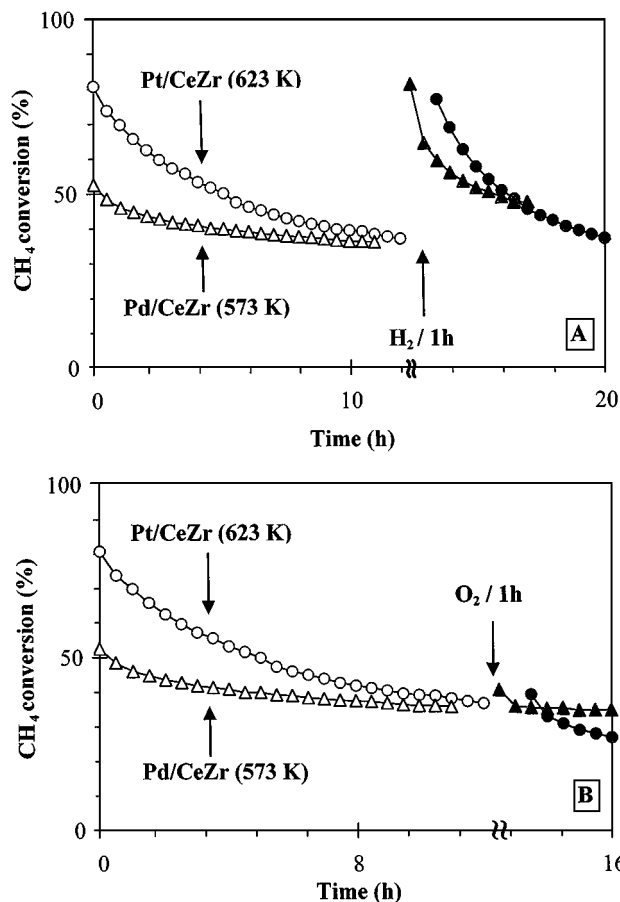 100
Pt/CeZr (623 K)
50
Pd/CeZr (573 K)
H₂ / 1h
A
0
0
10
20
CH₄ conversion (%)
Time (h)
100
Pt/CeZr (623 K)
O₂ / 1h
50
Pd/CeZr (573 K)
B
0
0
8
16
CH₄ conversion (%)
Time (h)